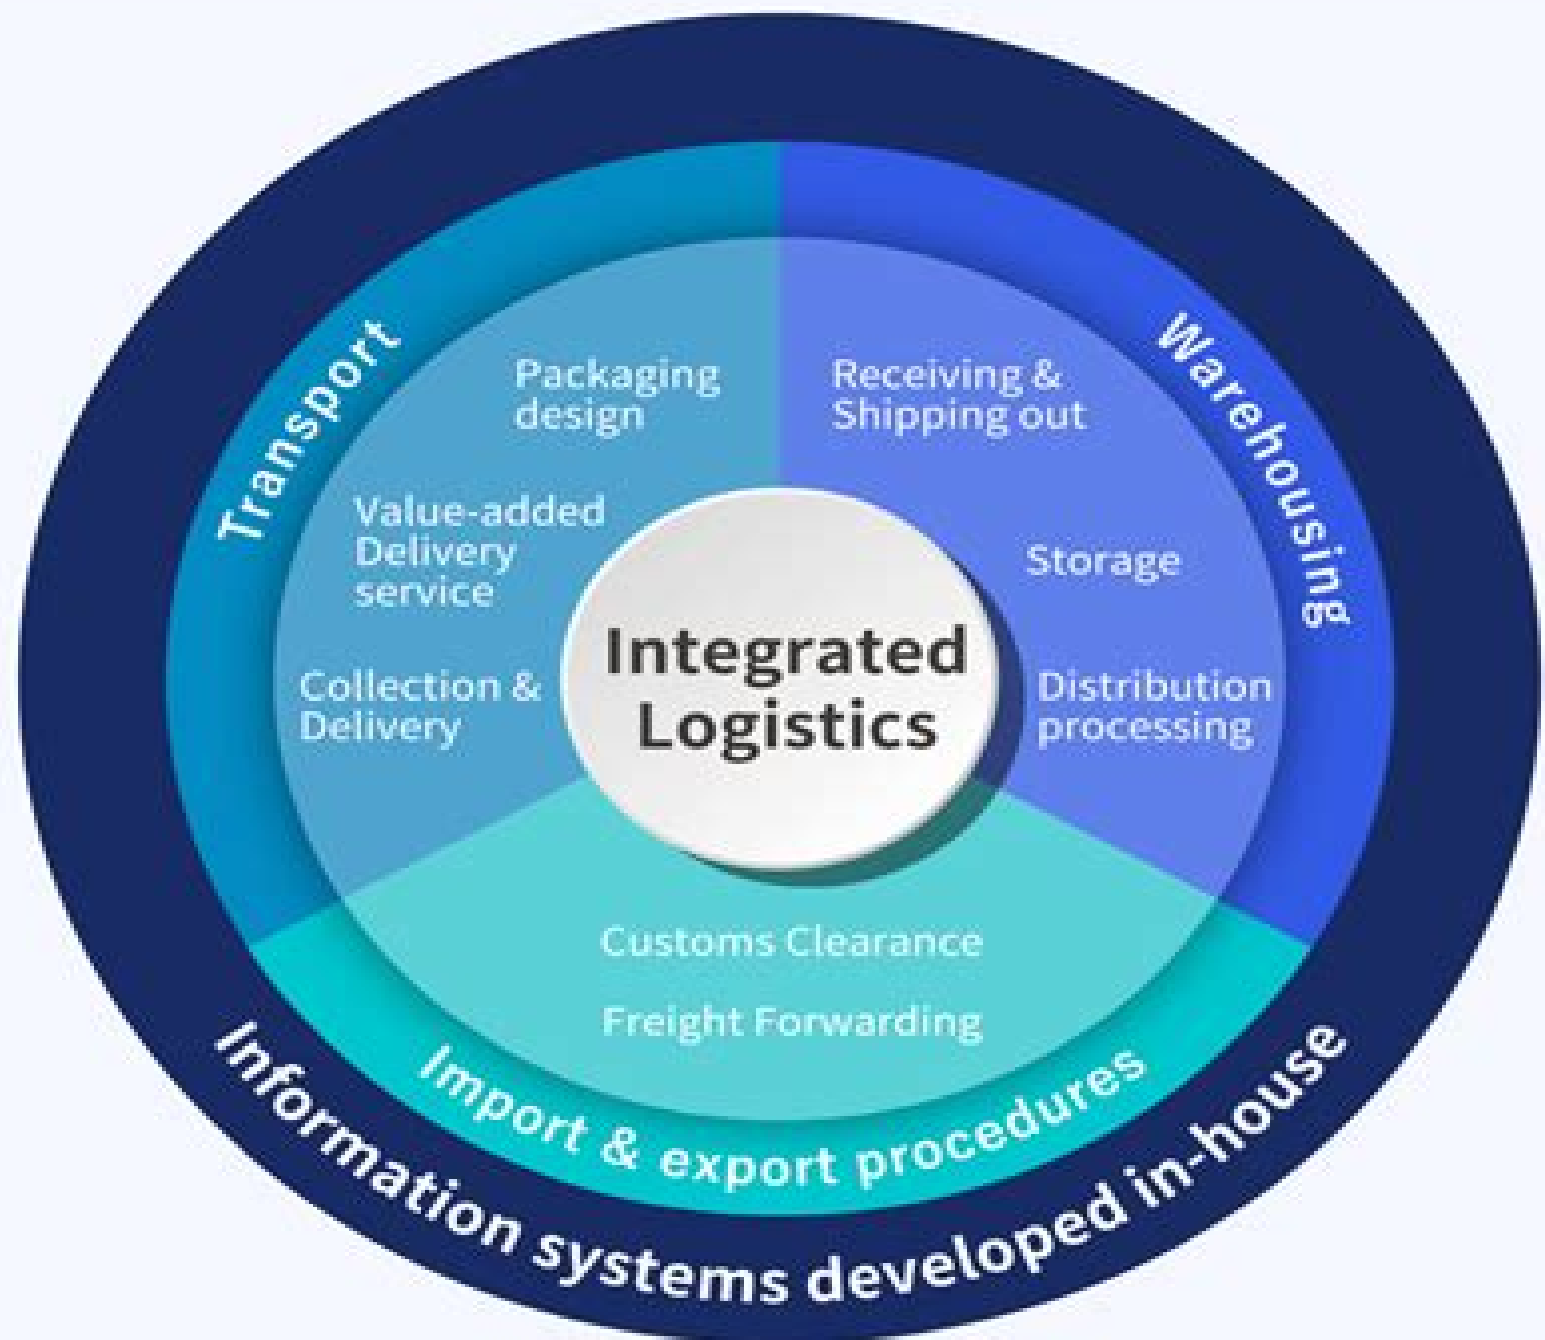 Transport
Packaging
design
Value-added
Delivery
service
Collection &
Delivery
Warehousing
Receiving &
Shipping out
Storage
Distribution
processing
Integrated
Logistics
Customs Clearance
Freight Forwarding
Import & export procedures
Information systems developed in-house